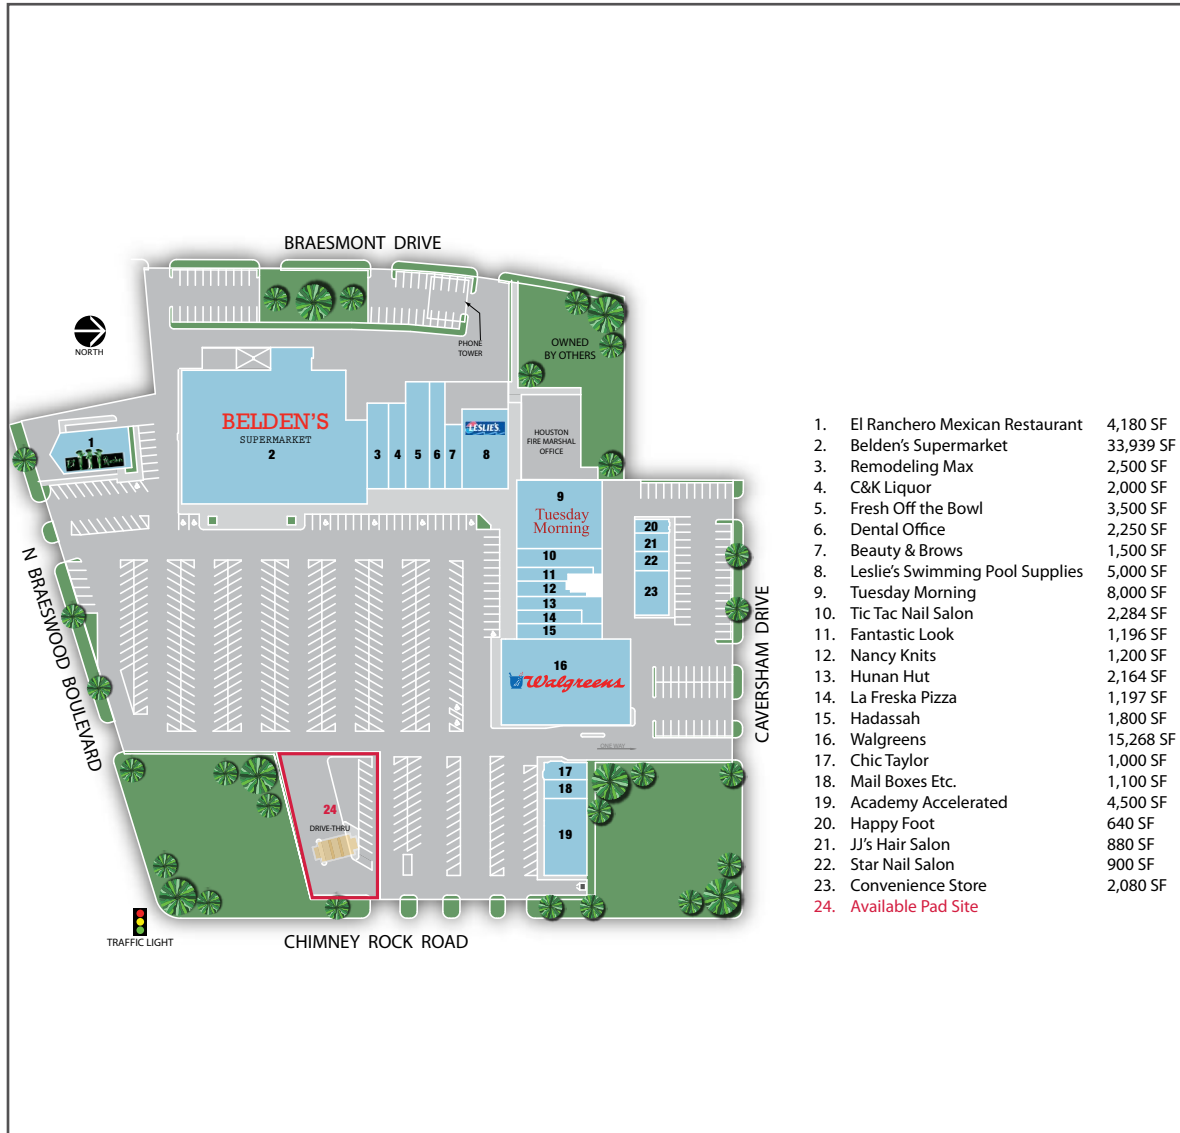 BRAESMONT DRIVE
NORTH
PHONE
TOWER
OWNED
BY OTHERS
BELDEN'S
SUPERMARKET
2
1
3
4
5
6
7
LESLIE'S
8
HOUSTON
FIRE MARSHAL
OFFICE
9
Tuesday
Morning
10
11
12
13
14
15
16
Walgreens
20
21
22
23
N BRAESWOOD BOULEVARD
CAVERSHAM DRIVE
ONE WAY
17
18
19
24
DRIVE-THRU
TRAFFIC LIGHT
CHIMNEY ROCK ROAD
1. El Ranchero Mexican Restaurant 4,180 SF
2. Belden's Supermarket 33,939 SF
3. Remodeling Max 2,500 SF
4. C&K Liquor 2,000 SF
5. Fresh Off the Bowl 3,500 SF
6. Dental Office 2,250 SF
7. Beauty & Brows 1,500 SF
8. Leslie's Swimming Pool Supplies 5,000 SF
9. Tuesday Morning 8,000 SF
10. Tic Tac Nail Salon 2,284 SF
11. Fantastic Look 1,196 SF
12. Nancy Knits 1,200 SF
13. Hunan Hut 2,164 SF
14. La Freska Pizza 1,197 SF
15. Hadassah 1,800 SF
16. Walgreens 15,268 SF
17. Chic Taylor 1,000 SF
18. Mail Boxes Etc. 1,100 SF
19. Academy Accelerated 4,500 SF
20. Happy Foot 640 SF
21. JJ's Hair Salon 880 SF
22. Star Nail Salon 900 SF
23. Convenience Store 2,080 SF
24. Available Pad Site